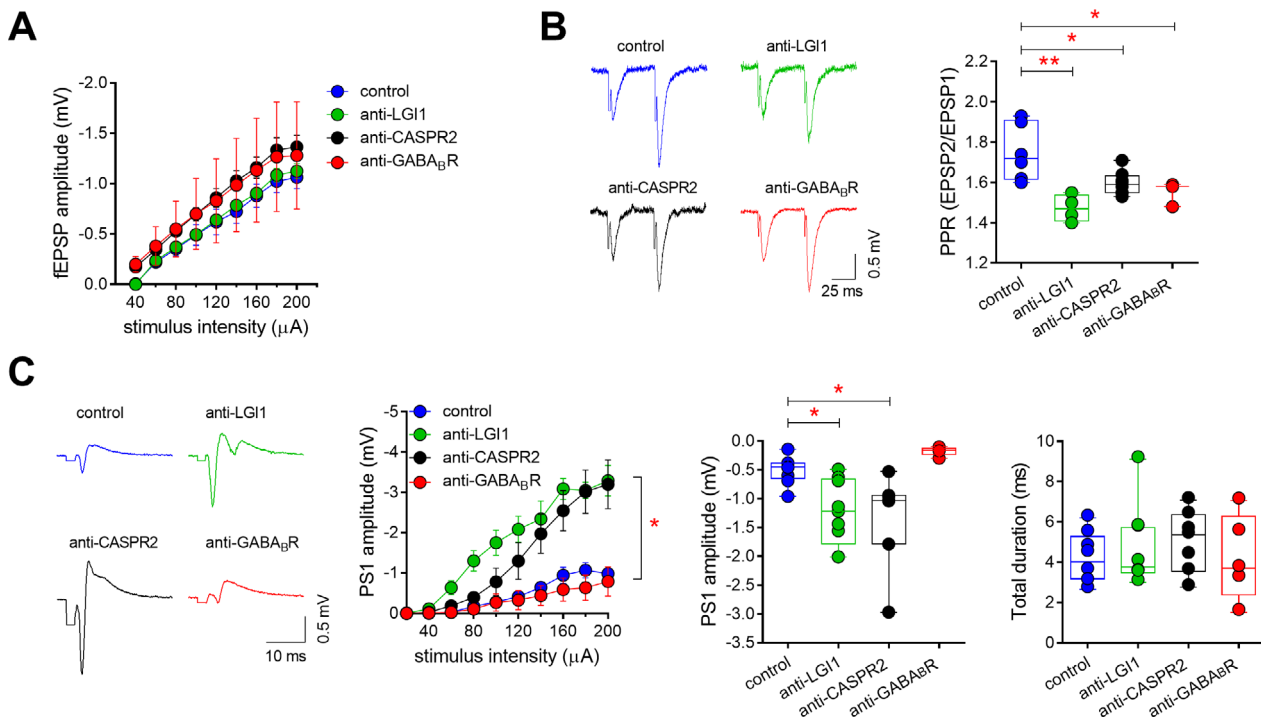 A
fEPSP amplitude (mV)
-2.0
-1.5
-1.0
-0.5
0.0
40 80 120 160 200
stimulus intensity (μA)
control
anti-LGI1
anti-CASPR2
anti-GABABR
B
control
anti-LGI1
anti-CASPR2
anti-GABABR
0.5 mV
25 ms
PPR (EPSP2/EPSP1)
2.2
2.0
1.8
1.6
1.4
1.2
*
*
**
control
anti-LGI1
anti-CASPR2
anti-GABABR
C
control
anti-LGI1
anti-CASPR2
anti-GABABR
0.5 mV
10 ms
PS1 amplitude (mV)
-5
-4
-3
-2
-1
0
0 40 80 120 160 200
stimulus intensity (μA)
control
anti-LGI1
anti-CASPR2
anti-GABABR
*
PS1 amplitude (mV)
0.0
-0.5
-1.0
-1.5
-2.0
-2.5
-3.0
-3.5
*
*
control
anti-LGI1
anti-CASPR2
anti-GABABR
Total duration (ms)
10
8
6
4
2
0
control
anti-LGI1
anti-CASPR2
anti-GABABR